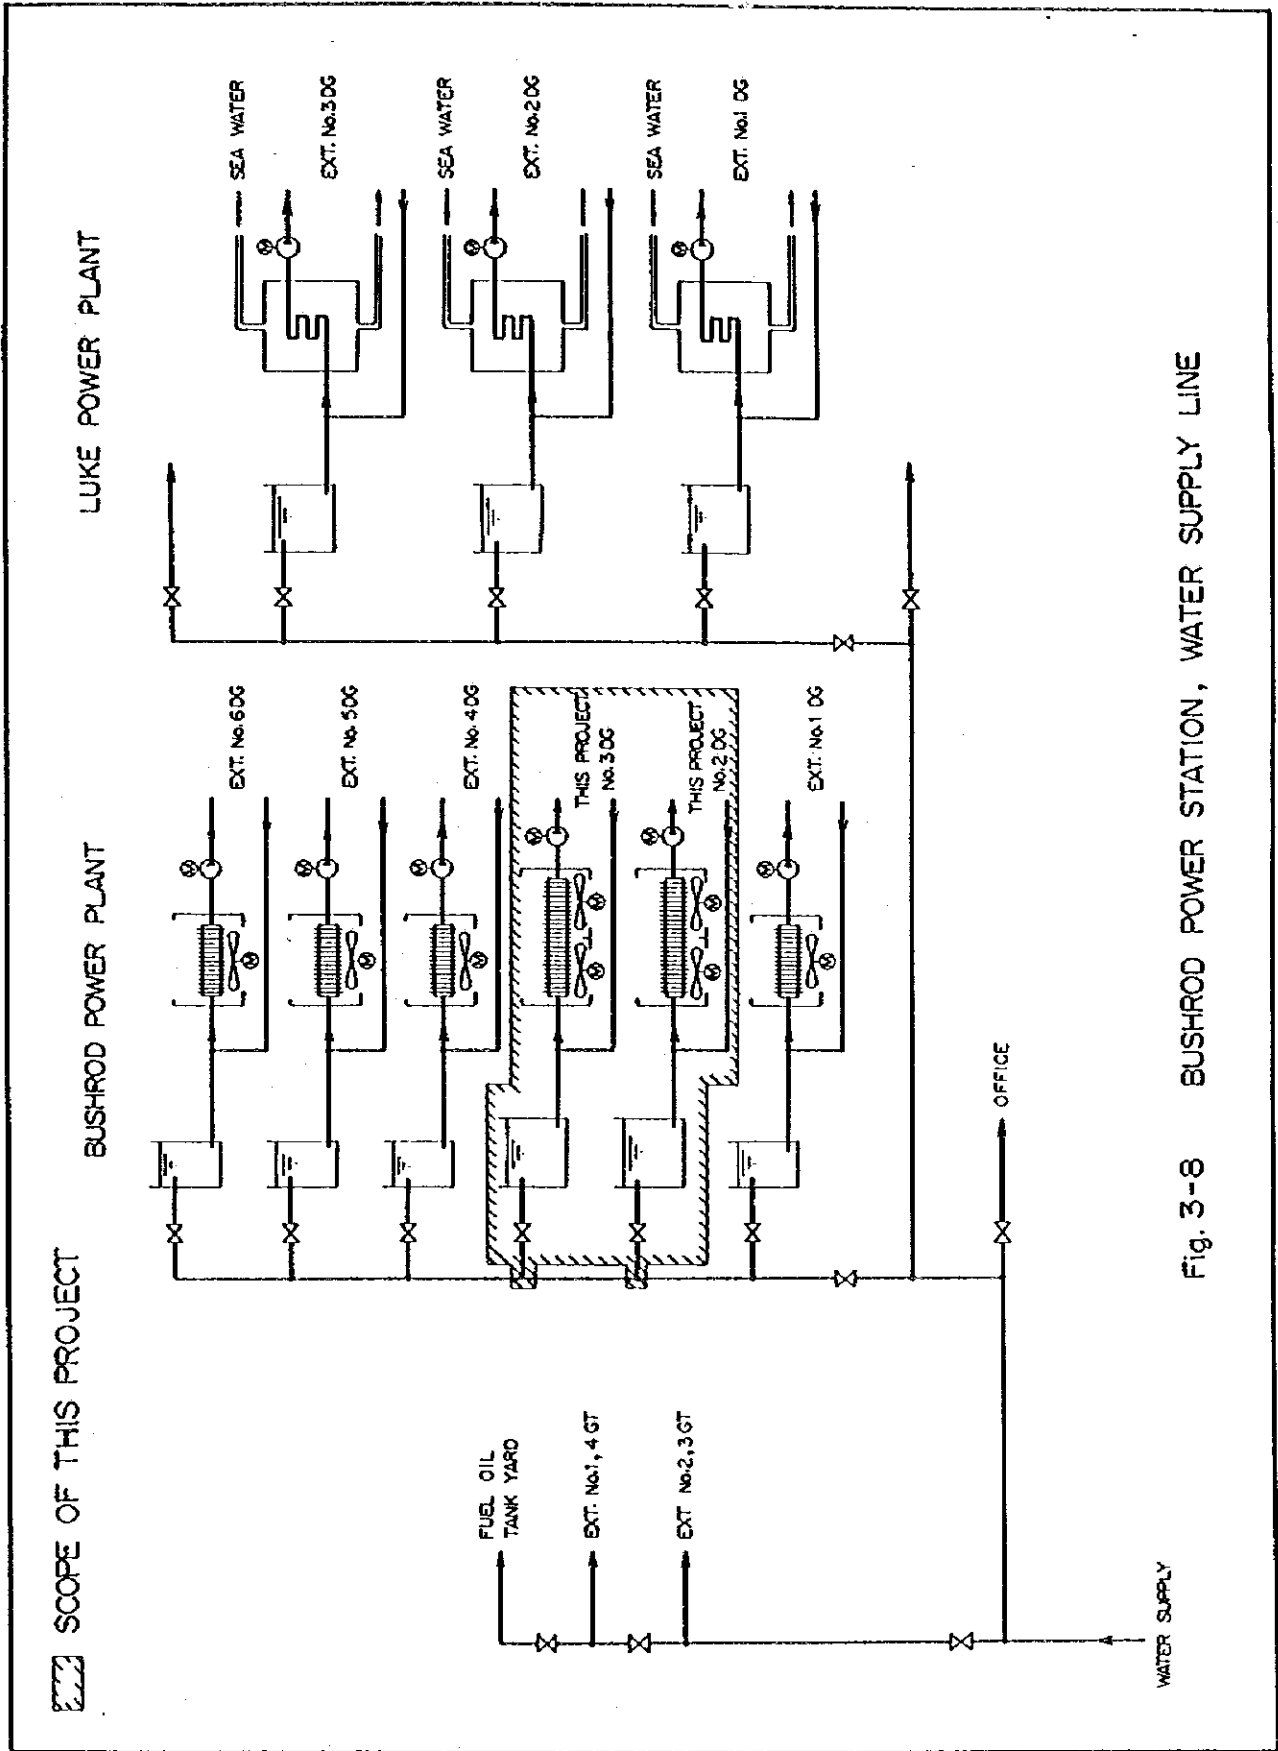 SCOPE OF THIS PROJECT
BUSHROD POWER PLANT
LUKE POWER PLANT
EXT. No.6 DG
EXT. No.5 DG
EXT. No.4 DG
THIS PROJECT
No.3 DG
THIS PROJECT
No.2 DG
EXT. No.1 DG
SEA WATER
EXT. No.3 DG
SEA WATER
EXT. No.2 DG
SEA WATER
EXT. No.1 DG
FUEL OIL
TANK YARD
EXT. No.1, 4 GT
EXT No.2, 3 GT
OFFICE
WATER SUPPLY
Fig. 3-8 BUSHROD POWER STATION, WATER SUPPLY LINE